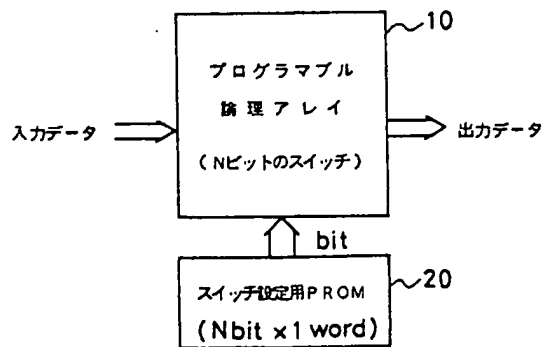 10
プログラマブル
論理アレイ
入力データ
出力データ
(Nビットのスイッチ)
bit
20
スイッチ設定用PROM
(Nbit x1 word)